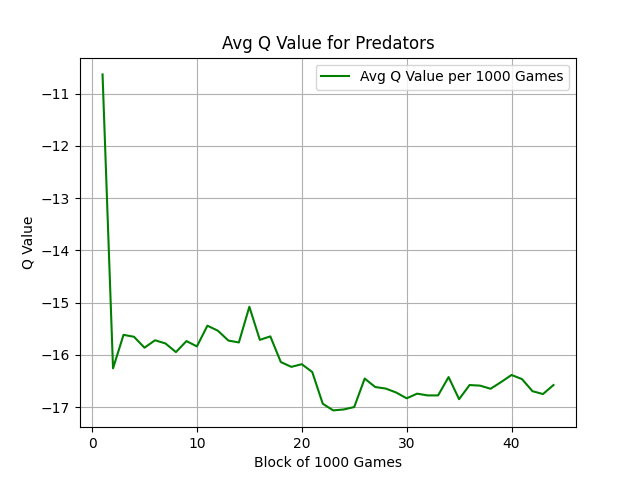 Avg Q Value for Predators
Avg Q Value per 1000 Games
Q Value
−11
−12
−13
−14
−15
−16
−17
0 10 20 30 40
Block of 1000 Games